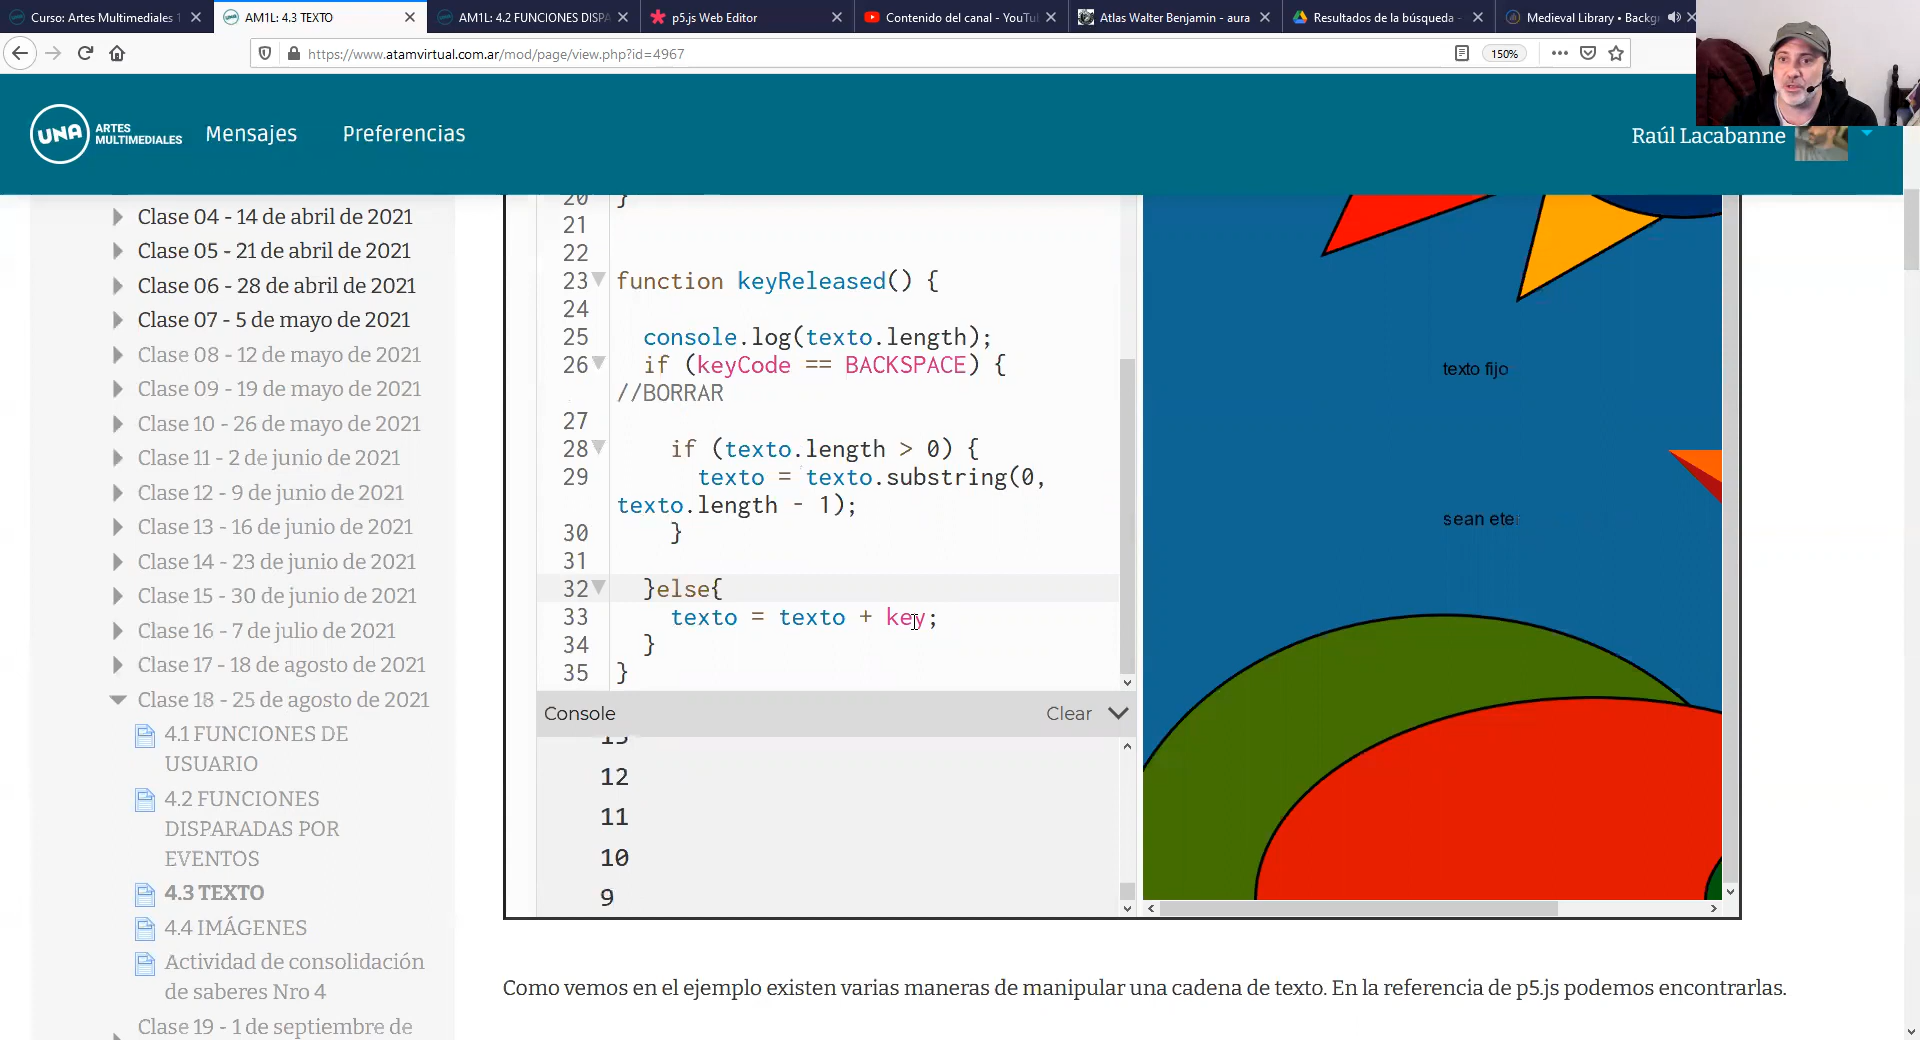 Curso: Artes Multimediales 1
AM1L: 4.3 TEXTO
AM1L: 4.2 FUNCIONES DISPA
p5.js Web Editor
Contenido del canal - YouTu
Atlas Walter Benjamin - aura
Resultados de la búsqueda -
Medieval Library • Backg
https://www.atamvirtual.com.ar/mod/page/view.php?id=4967
150%
UNA ARTES
MULTIMEDIALES
Mensajes
Preferencias
Raúl Lacabanne
Clase 04 - 14 de abril de 2021
Clase 05 - 21 de abril de 2021
Clase 06 - 28 de abril de 2021
Clase 07 - 5 de mayo de 2021
Clase 08 - 12 de mayo de 2021
Clase 09 - 19 de mayo de 2021
Clase 10 - 26 de mayo de 2021
Clase 11 - 2 de junio de 2021
Clase 12 - 9 de junio de 2021
Clase 13 - 16 de junio de 2021
Clase 14 - 23 de junio de 2021
Clase 15 - 30 de junio de 2021
Clase 16 - 7 de julio de 2021
Clase 17 - 18 de agosto de 2021
Clase 18 - 25 de agosto de 2021
4.1 FUNCIONES DE
USUARIO
4.2 FUNCIONES
DISPARADAS POR
EVENTOS
4.3 TEXTO
4.4 IMÁGENES
Actividad de consolidación
de saberes Nro 4
Clase 19 - 1 de septiembre de
20 }
21
22
23 function keyReleased() {
24
25 console.log(texto.length);
26 if (keyCode == BACKSPACE) {
//BORRAR
27
28 if (texto.length > 0) {
29 texto = texto.substring(0,
texto.length - 1);
30 }
31
32 }else{
33 texto = texto + key;
34 }
35 }
Console
Clear
13
12
11
10
9
texto fijo
sean eter
Como vemos en el ejemplo existen varias maneras de manipular una cadena de texto. En la referencia de p5.js podemos encontrarlas.